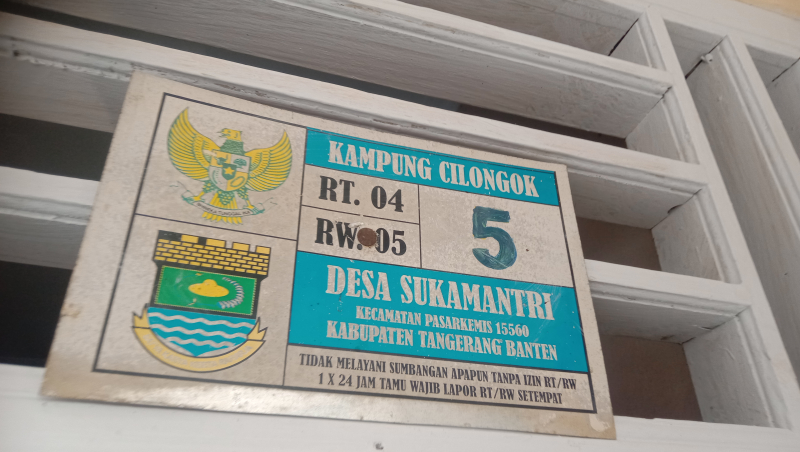 KAMPUNG CILONGOK
RT. 04
RW. 05
5
DESA SUKAMANTRI
KECAMATAN PASARKEMIS 15560
KABUPATEN TANGERANG BANTEN
TIDAK MELAYANI SUMBANGAN APAPUN TANPA IZIN RT/RW
1 X 24 JAM TAMU WAJIB LAPOR RT/RW SETEMPAT